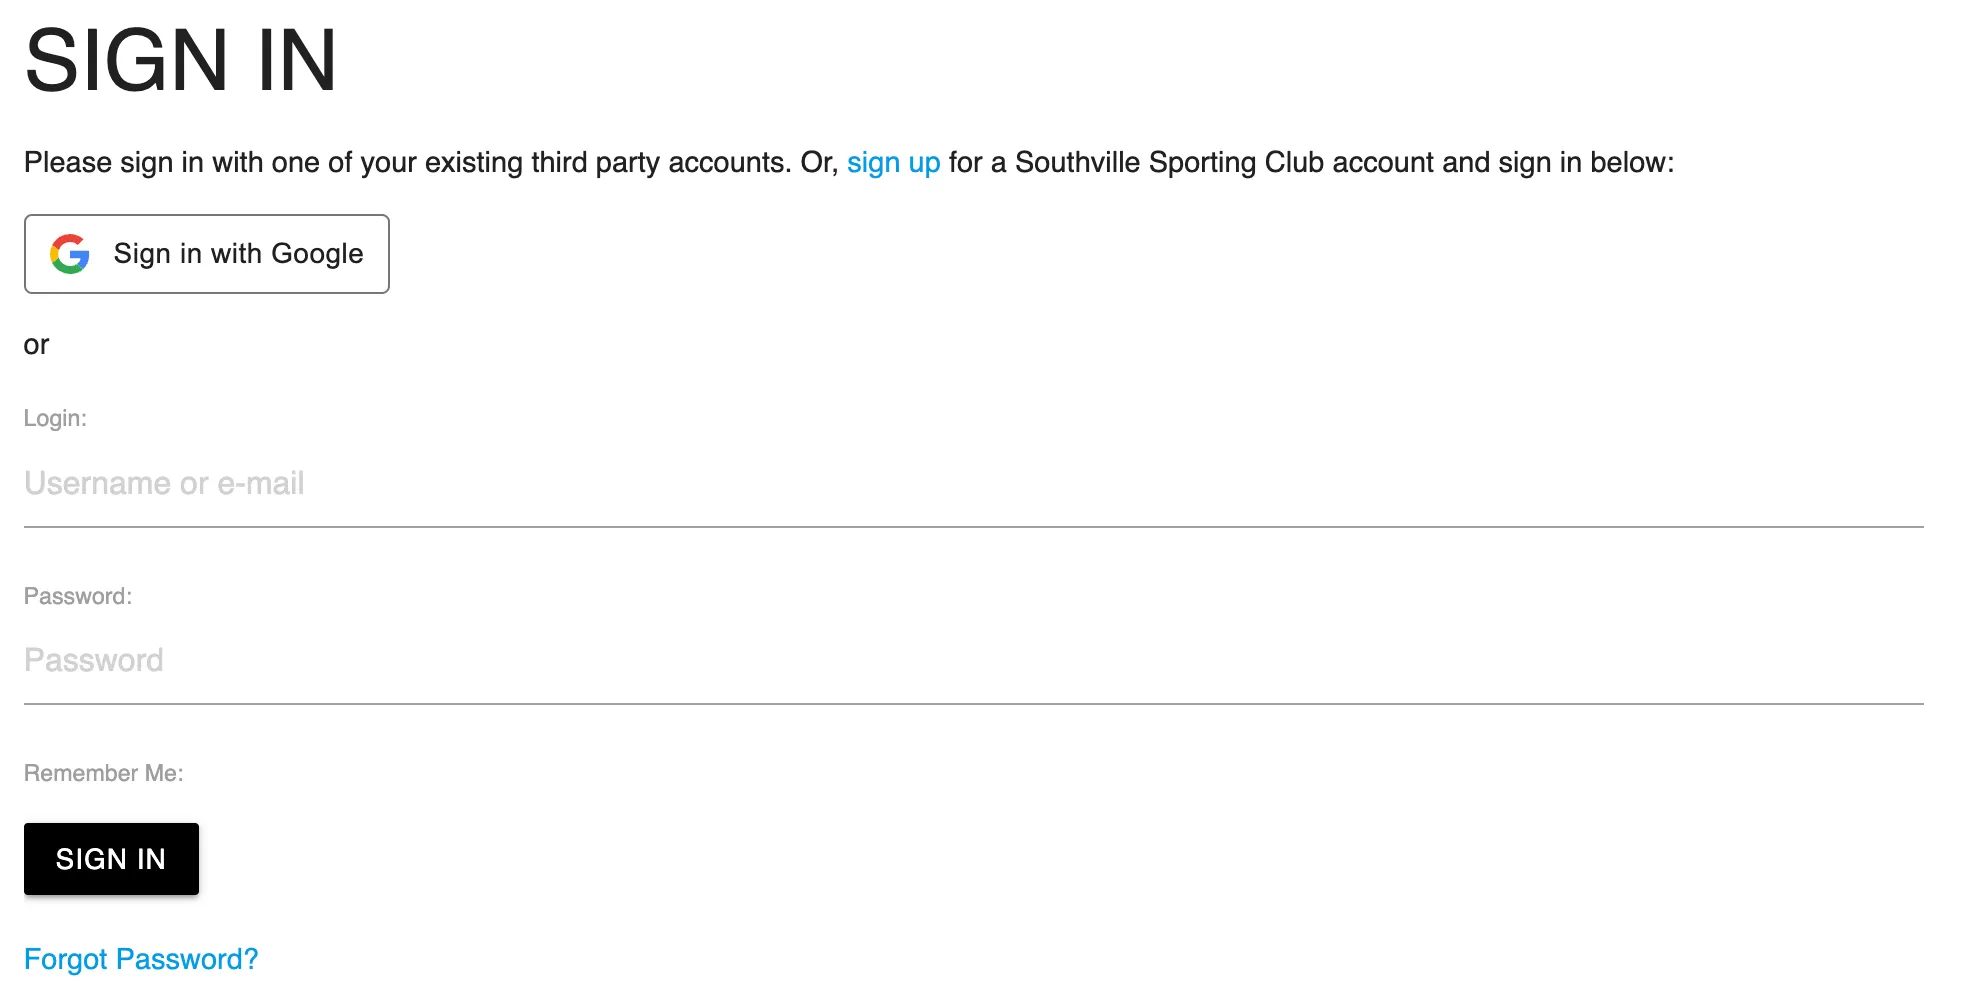 SIGN IN
Please sign in with one of your existing third party accounts. Or, sign up for a Southville Sporting Club account and sign in below:
Sign in with Google
or
Login:
Username or e-mail
Password:
Password
Remember Me:
SIGN IN
Forgot Password?